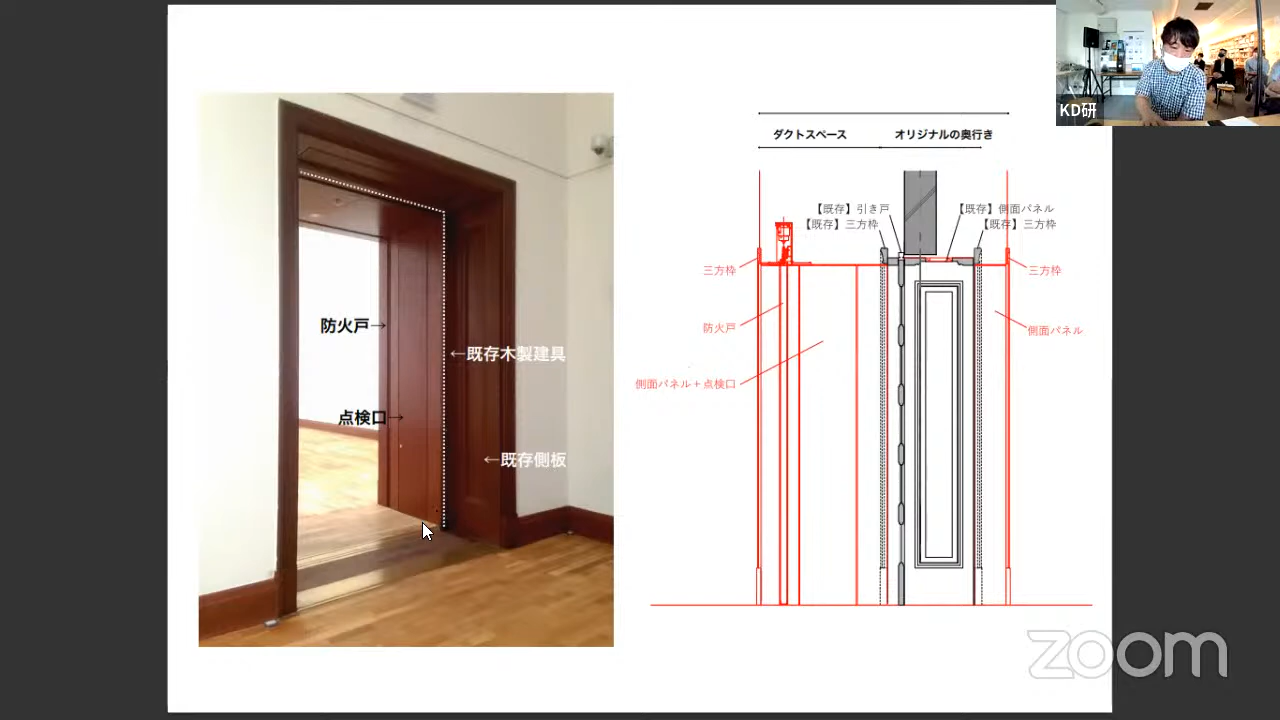 KD研
ダクトスペース
オリジナルの奥行き
【既存】引き戸
【既存】側面パネル
【既存】三方枠
【既存】三方枠
三方枠
三方枠
防火戸
側面パネル
側面パネル+点検口
防火戸→
←既存木製建具
点検口→
←既存側板
zoom